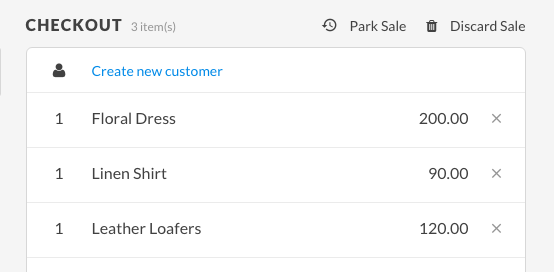 CHECKOUT 3 item(s) Park Sale Discard Sale
Create new customer
1 Floral Dress 200.00 ×
1 Linen Shirt 90.00 ×
1 Leather Loafers 120.00 ×